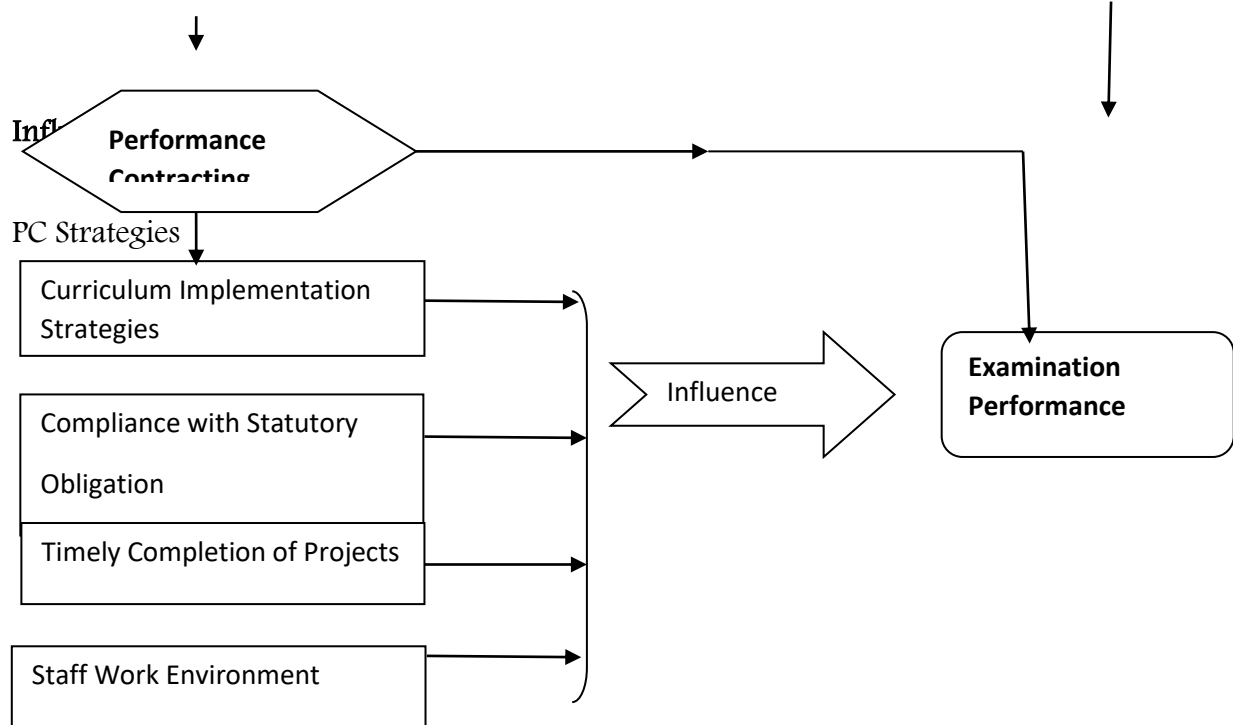 Performance
Contracting
PC Strategies
Curriculum Implementation
Strategies
Compliance with Statutory
Obligation
Timely Completion of Projects
Staff Work Environment
Influence
Examination
Performance